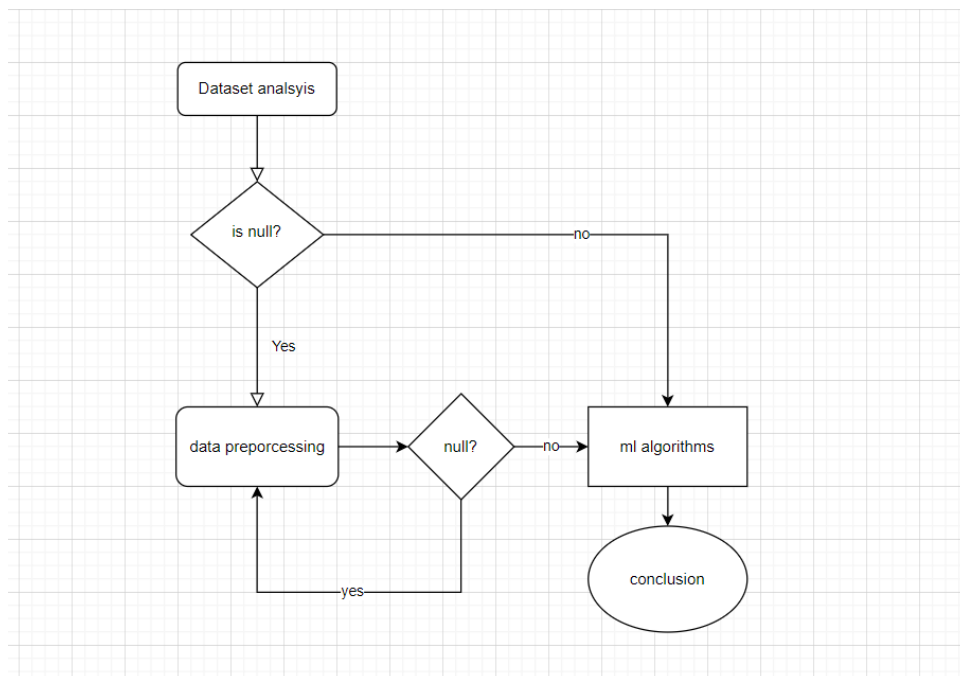 Dataset analsyis
is null?
no
Yes
data preporcessing
null?
no
ml algorithms
yes
conclusion